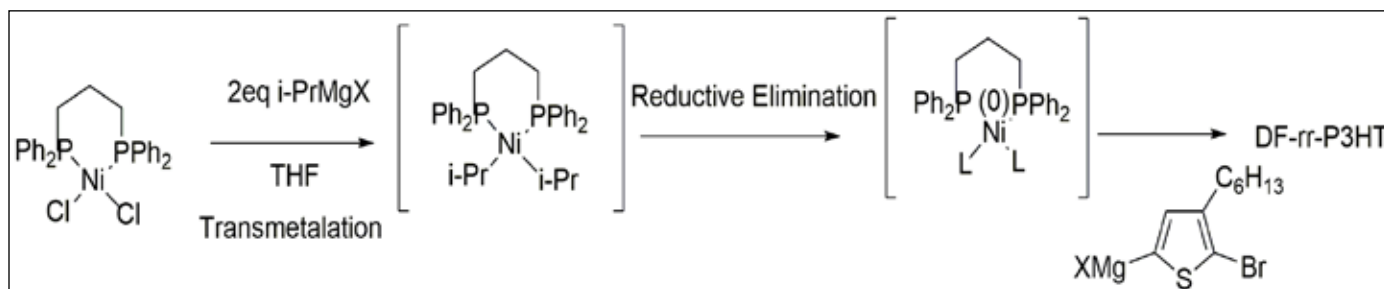 Ph₂P PPh₂
Ni
Cl Cl
2eq i-PrMgX
THF
Transmetalation
Ph₂P PPh₂
Ni
i-Pr i-Pr
Reductive Elimination
Ph₂P (0) PPh₂
Ni
L L
DF-rr-P3HT
C₆H₁₃
XMg S Br